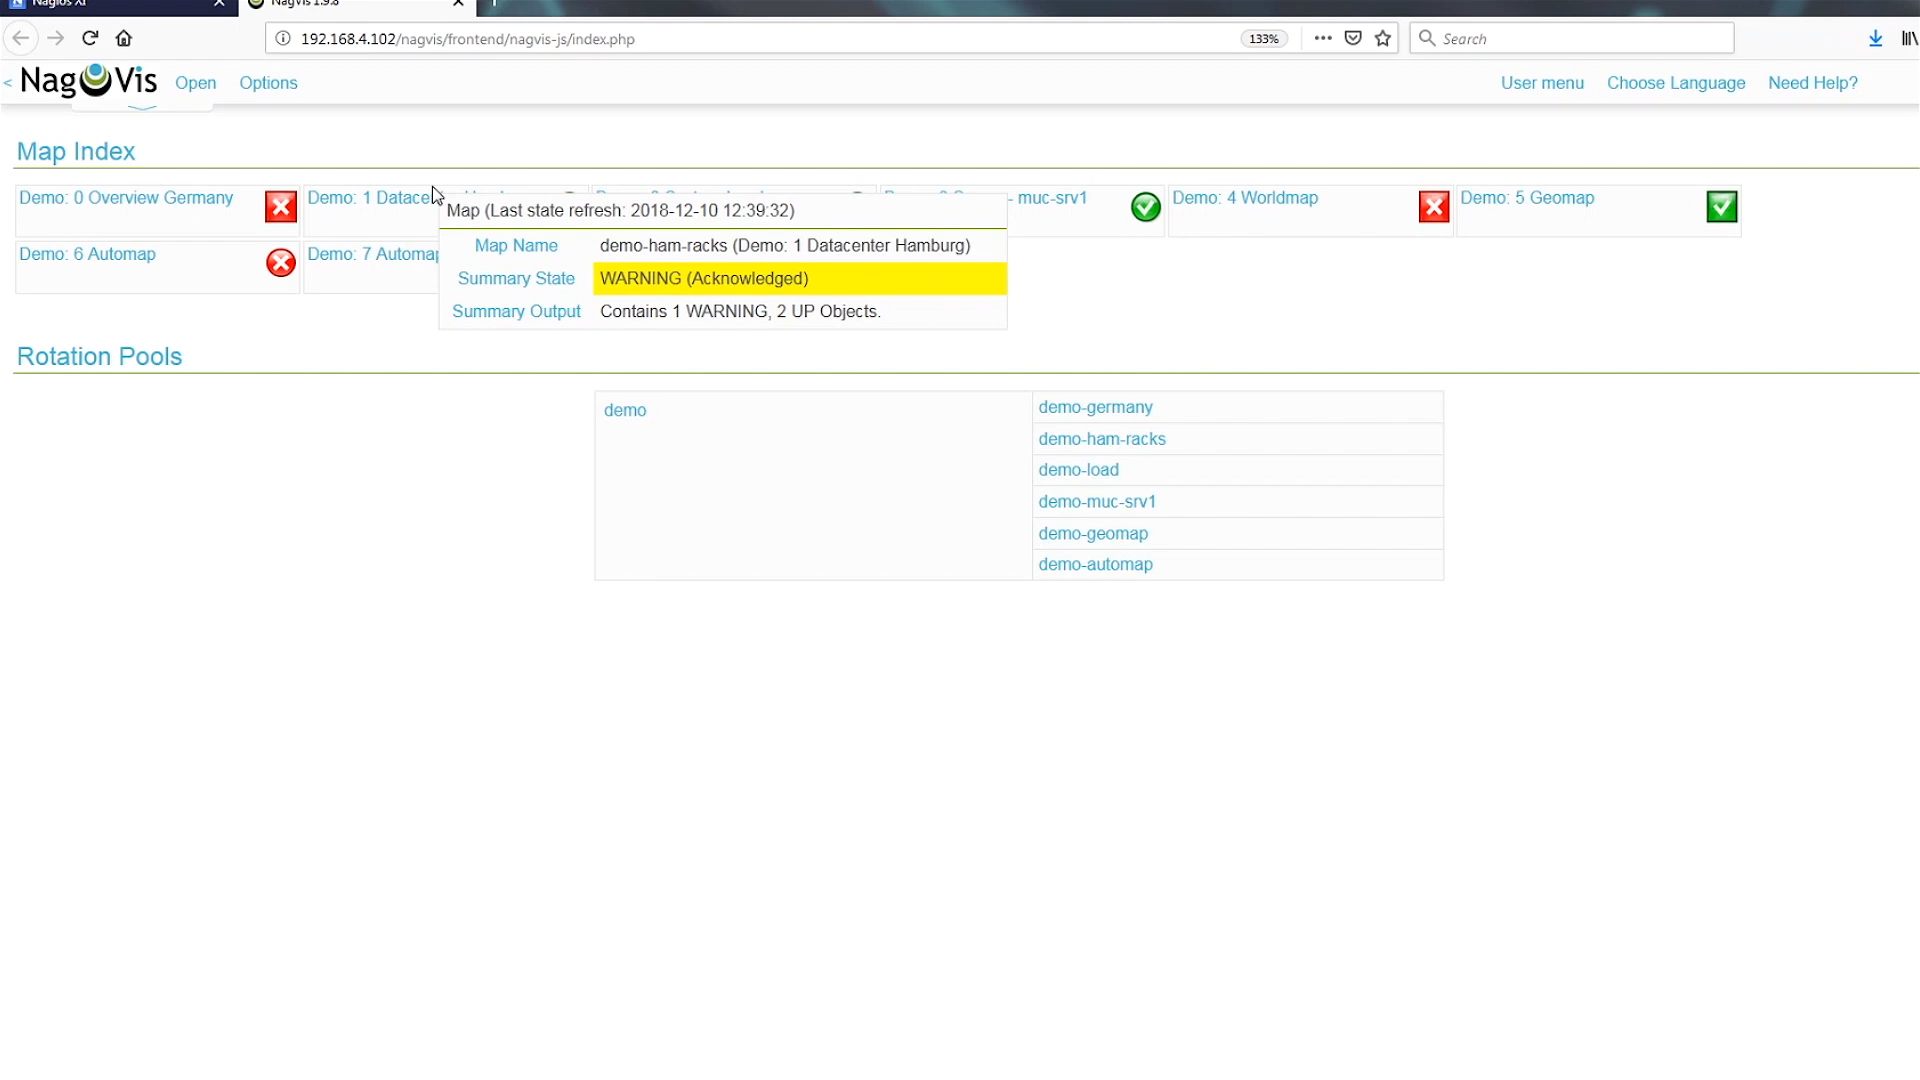 Nagios XI
NagVis 1.9.8
192.168.4.102/nagvis/frontend/nagvis-js/index.php
133%
Search
< NagVis
Open
Options
User menu
Choose Language
Need Help?
Map Index
Demo: 0 Overview Germany
Demo: 1
- muc-srv1
Demo: 4 Worldmap
Demo: 5 Geomap
Demo: 6 Automap
Demo: 7 Automap
Map (Last state refresh: 2018-12-10 12:39:32)
Map Name demo-ham-racks (Demo: 1 Datacenter Hamburg)
Summary State WARNING (Acknowledged)
Summary Output Contains 1 WARNING, 2 UP Objects.
Rotation Pools
demo
demo-germany
demo-ham-racks
demo-load
demo-muc-srv1
demo-geomap
demo-automap